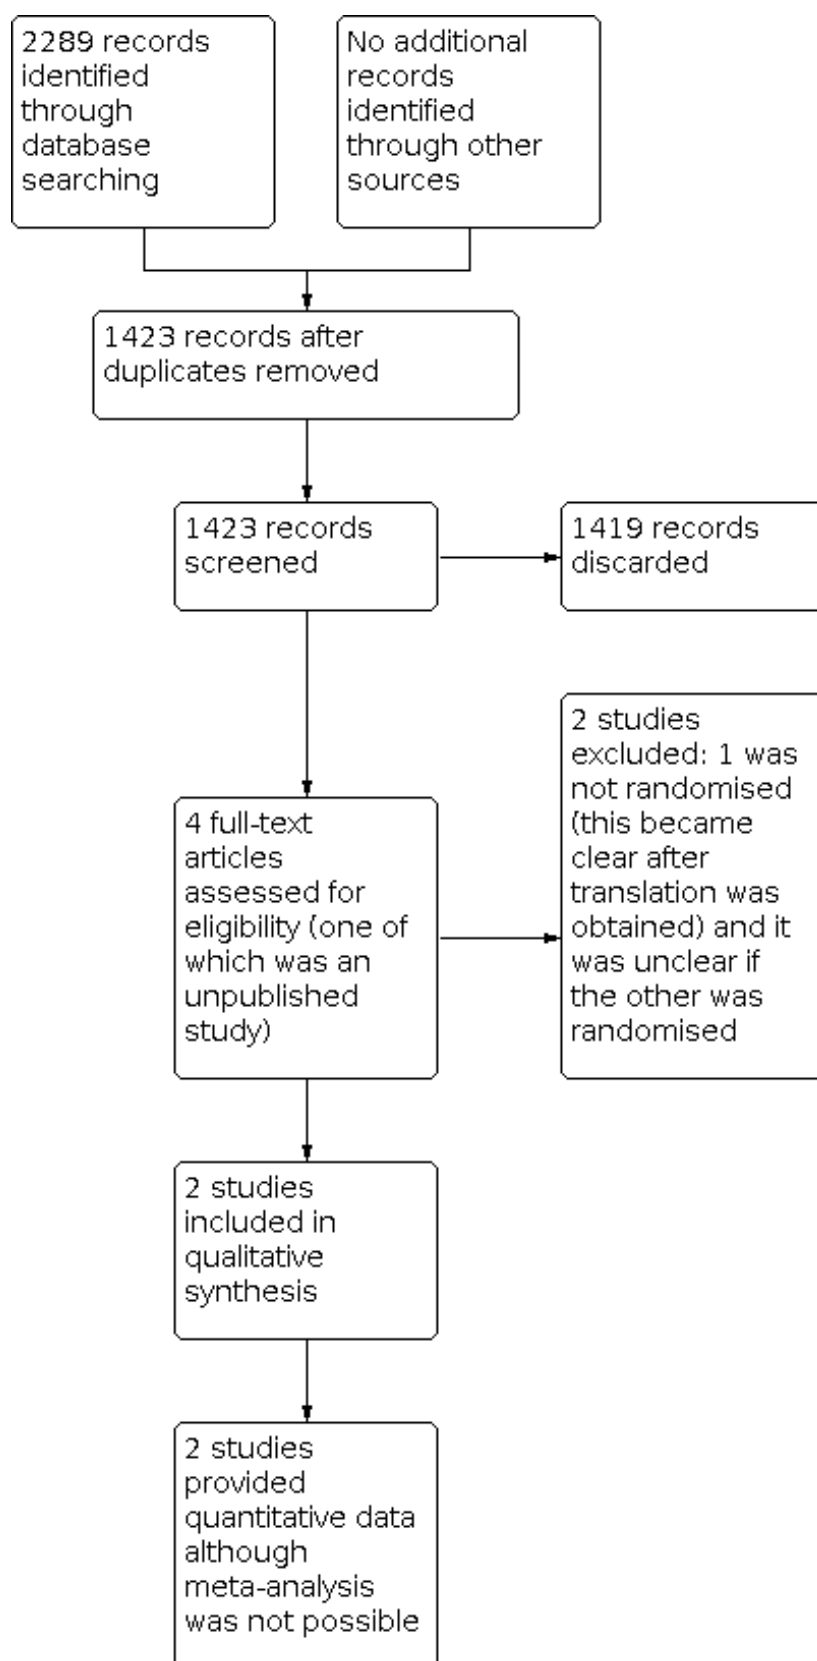 2289 records
identified
through
database
searching
No additional
records
identified
through other
sources
1423 records after
duplicates removed
1423 records
screened
1419 records
discarded
4 full-text
articles
assessed for
eligibility (one of
which was an
unpublished
study)
2 studies
excluded: 1 was
not randomised
(this became
clear after
translation was
obtained) and it
was unclear if
the other was
randomised
2 studies
included in
qualitative
synthesis
2 studies
provided
quantitative data
although
meta-analysis
was not possible